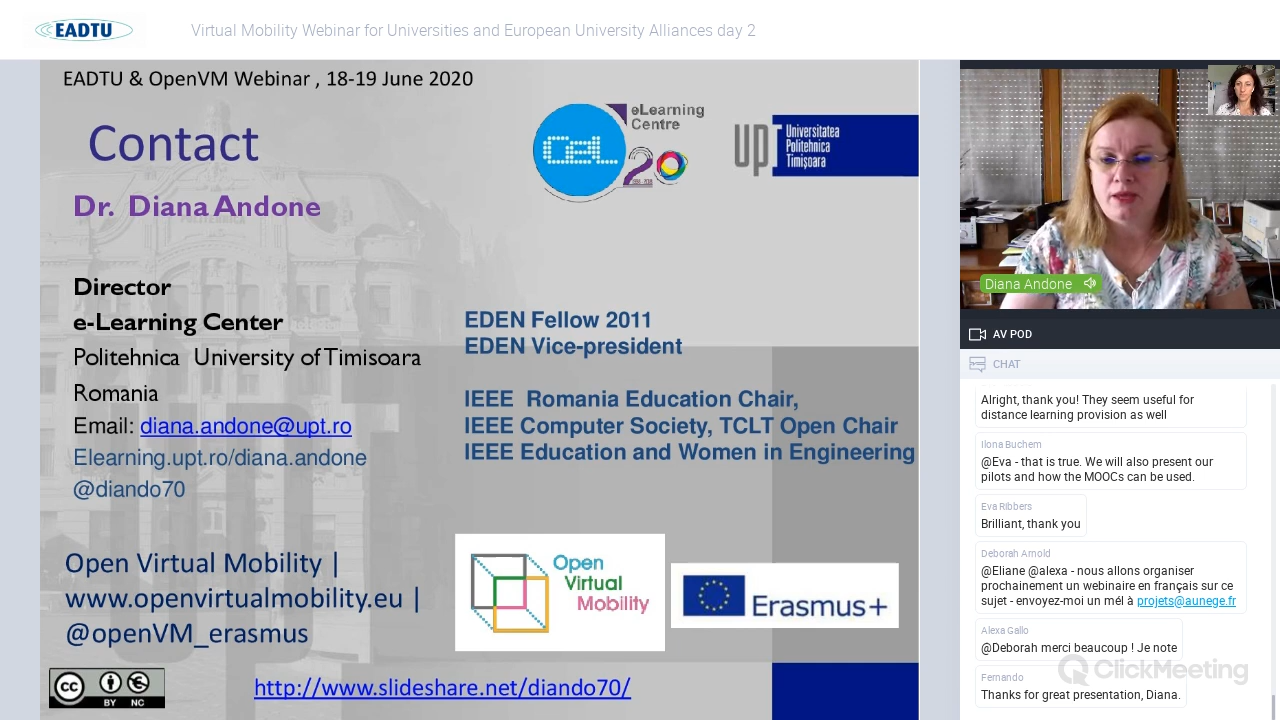 EADTU
Virtual Mobility Webinar for Universities and European University Alliances day 2
EADTU & OpenVM Webinar , 18-19 June 2020
Contact
Dr. Diana Andone
Director
e-Learning Center
Politehnica University of Timisoara
Romania
Email: diana.andone@upt.ro
Elearning.upt.ro/diana.andone
@diando70
Open Virtual Mobility |
www.openvirtualmobility.eu |
@openVM_erasmus
CeL
eLearning
Centre
20
UPT
Universitatea
Politehnica
Timișoara
EDEN Fellow 2011
EDEN Vice-president
IEEE Romania Education Chair,
IEEE Computer Society, TCLT Open Chair
IEEE Education and Women in Engineering
Open
Virtual
Mobility
Erasmus+
cc
BY NC
http://www.slideshare.net/diando70/
Diana Andone
AV POD
CHAT
Alright, thank you! They seem useful for
distance learning provision as well
Ilona Buchem
@Eva - that is true. We will also present our
pilots and how the MOOCs can be used.
Eva Ribbers
Brilliant, thank you
Deborah Arnold
@Eliane @alexa - nous allons organiser
prochainement un webinaire en français sur ce
sujet - envoyez-moi un mél à projets@aunege.fr
Alexa Gallo
@Deborah merci beaucoup ! Je note
ClickMeeting
Fernando
Thanks for great presentation, Diana.